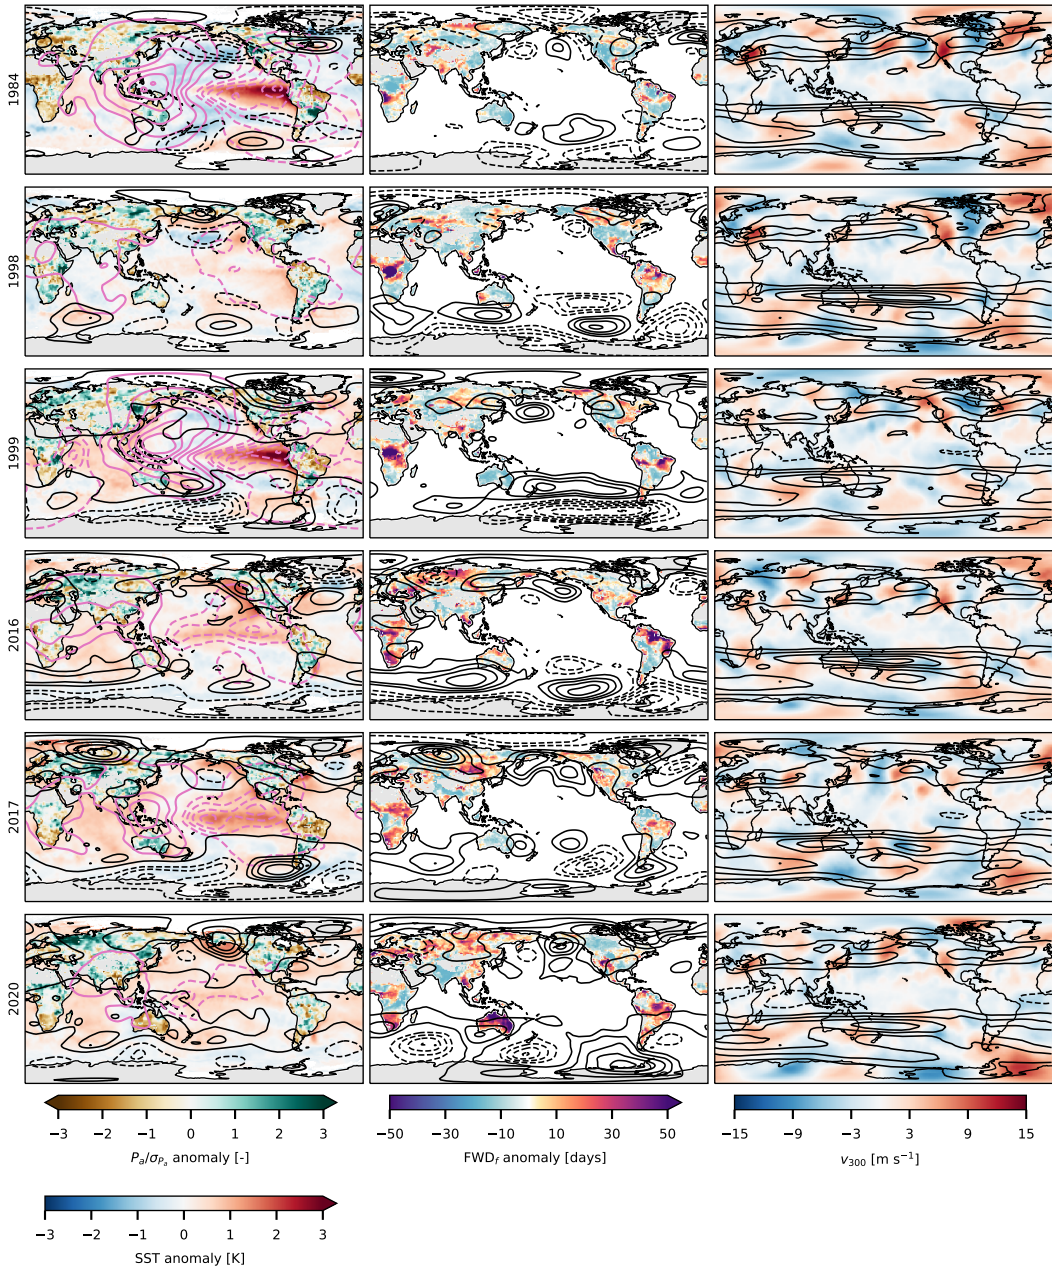 1984
1998
1999
2016
2017
2020
−3 −2 −1 0 1 2 3
P_a/σ_{P_a} anomaly [-]
−50 −30 −10 10 30 50
FWD_f anomaly [days]
−15 −9 −3 3 9 15
v_{300} [m s^{−1}]
−3 −2 −1 0 1 2 3
SST anomaly [K]